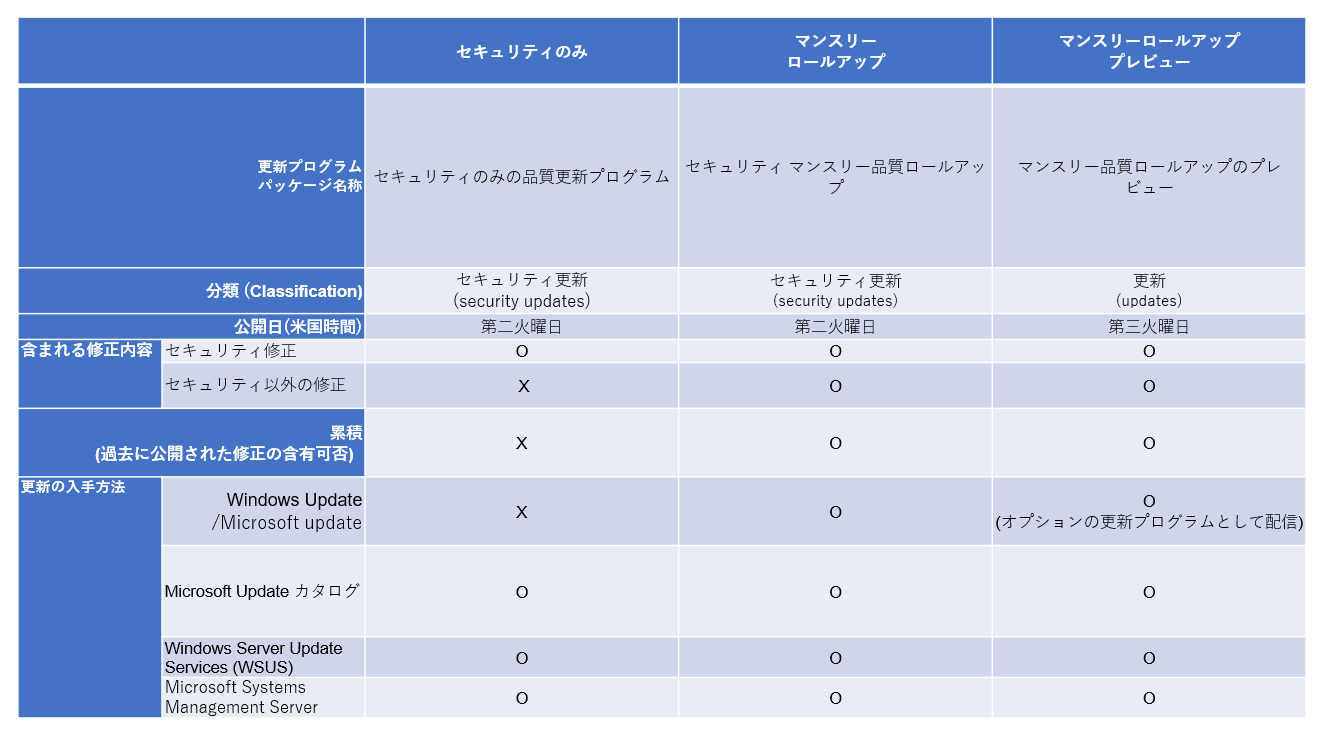 セキュリティのみ
マンスリー
ロールアップ
マンスリーロールアップ
プレビュー
更新プログラム
パッケージ名称
セキュリティのみの品質更新プログラム
セキュリティ マンスリー品質ロールアッ
プ
マンスリー品質ロールアップのプレ
ビュー
分類 (Classification)
セキュリティ更新
(security updates)
セキュリティ更新
(security updates)
更新
(updates)
公開日(米国時間)
第二火曜日
第二火曜日
第三火曜日
含まれる修正内容
セキュリティ修正
O
O
O
セキュリティ以外の修正
X
O
O
累積
(過去に公開された修正の含有可否)
X
O
O
更新の入手方法
Windows Update
/Microsoft update
X
O
O
(オプションの更新プログラムとして配信)
Microsoft Update カタログ
O
O
O
Windows Server Update
Services (WSUS)
O
O
O
Microsoft Systems
Management Server
O
O
O